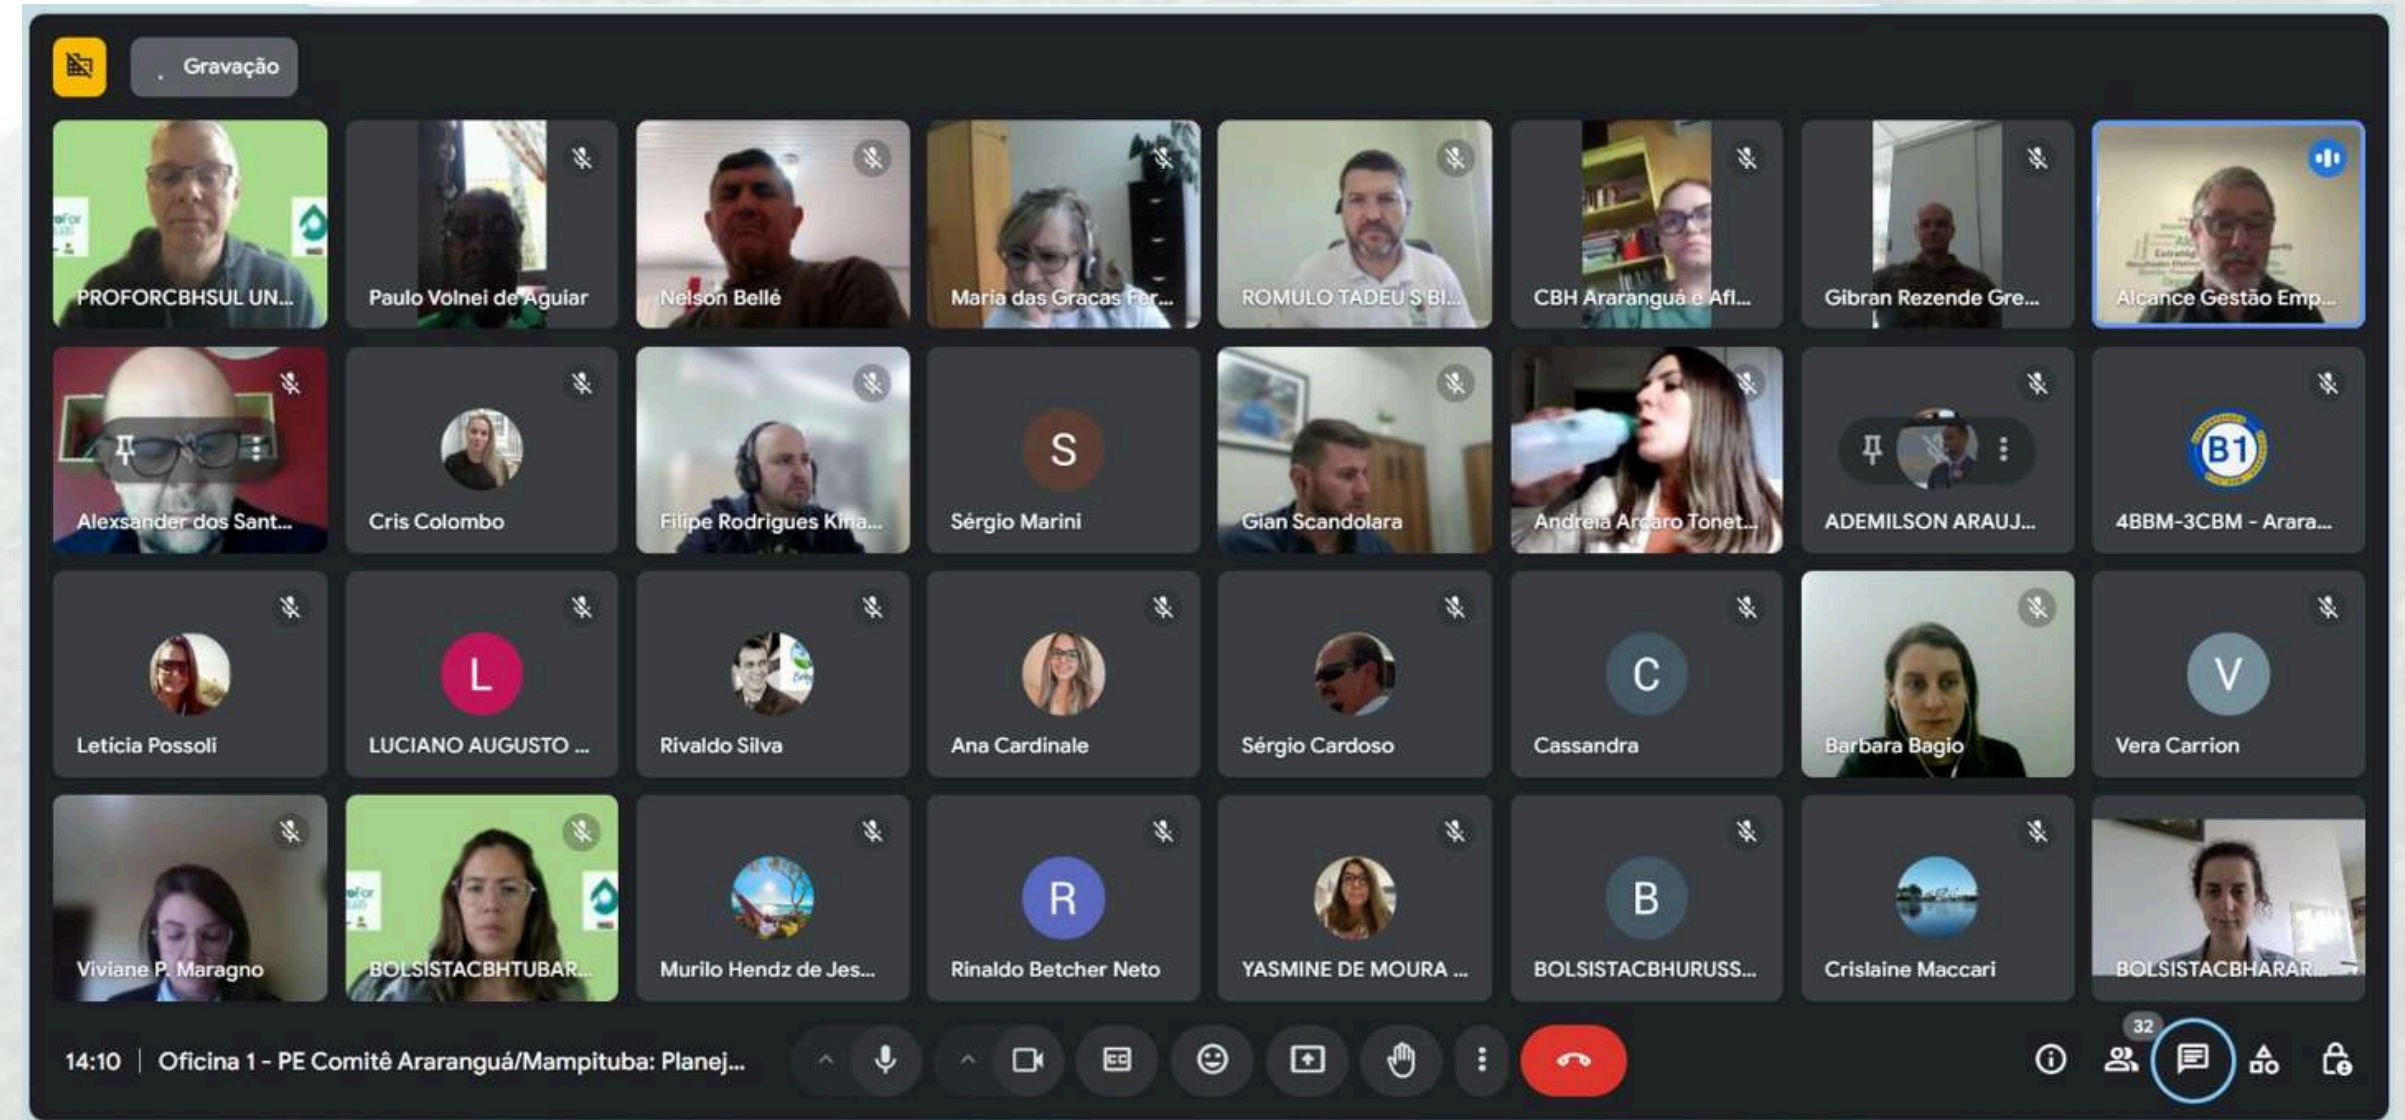 Gravação
PROFORCBHSUL UN...
Paulo Volnei de Aguiar
Nelson Bellé
Maria das Gracas Fer...
ROMULO TADEU S BI...
CBH Araranguá e Afl...
Gibran Rezende Gre...
Alcance Gestão Emp...
Alexsander dos Sant...
Cris Colombo
Filipe Rodrigues Kina...
S
Sérgio Marini
Gian Scandolara
Andreia Arcaro Tonet...
ADEMILSON ARAUJ...
B1
4BBM-3CBM - Arara...
Letícia Possoli
L
LUCIANO AUGUSTO ...
Rivaldo Silva
Ana Cardinale
Sérgio Cardoso
C
Cassandra
Barbara Bagio
V
Vera Carrion
Viviane P. Maragno
BOLSISTACBHTUBAR...
Murilo Hendz de Jes...
R
Rinaldo Betcher Neto
YASMINE DE MOURA ...
B
BOLSISTACBHURUSS...
Crislaine Maccari
BOLSISTACBHARAR...
14:10 | Oficina 1 - PE Comitê Araranguá/Mampituba: Planej...
CC
32